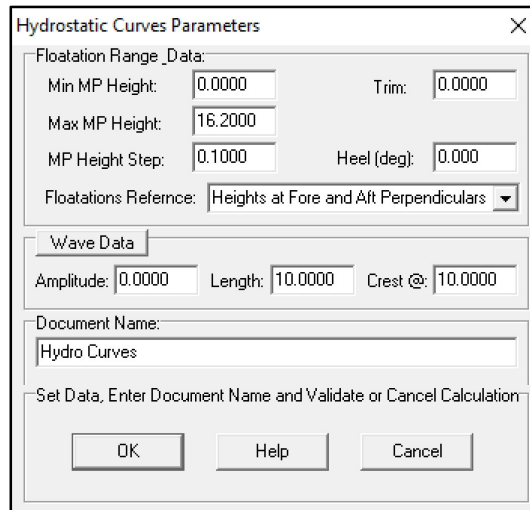 Hydrostatic Curves Parameters
Floatation Range _Data:
Min MP Height: 0.0000 Trim: 0.0000
Max MP Height: 16.2000
MP Height Step: 0.1000 Heel (deg): 0.000
Floatations Refernce: Heights at Fore and Aft Perpendiculars
Wave Data
Amplitude: 0.0000 Length: 10.0000 Crest @: 10.0000
Document Name:
Hydro Curves
Set Data, Enter Document Name and Validate or Cancel Calculation
OK Help Cancel